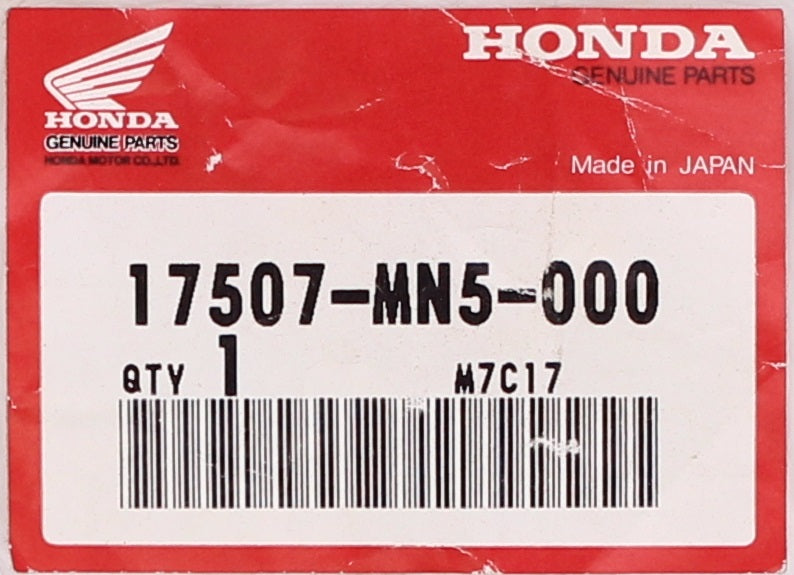 HONDA
GENUINE PARTS
HONDA MOTOR CO.,LTD.
HONDA
GENUINE PARTS
Made in JAPAN
17507-MN5-000
QTY 1 M7C17